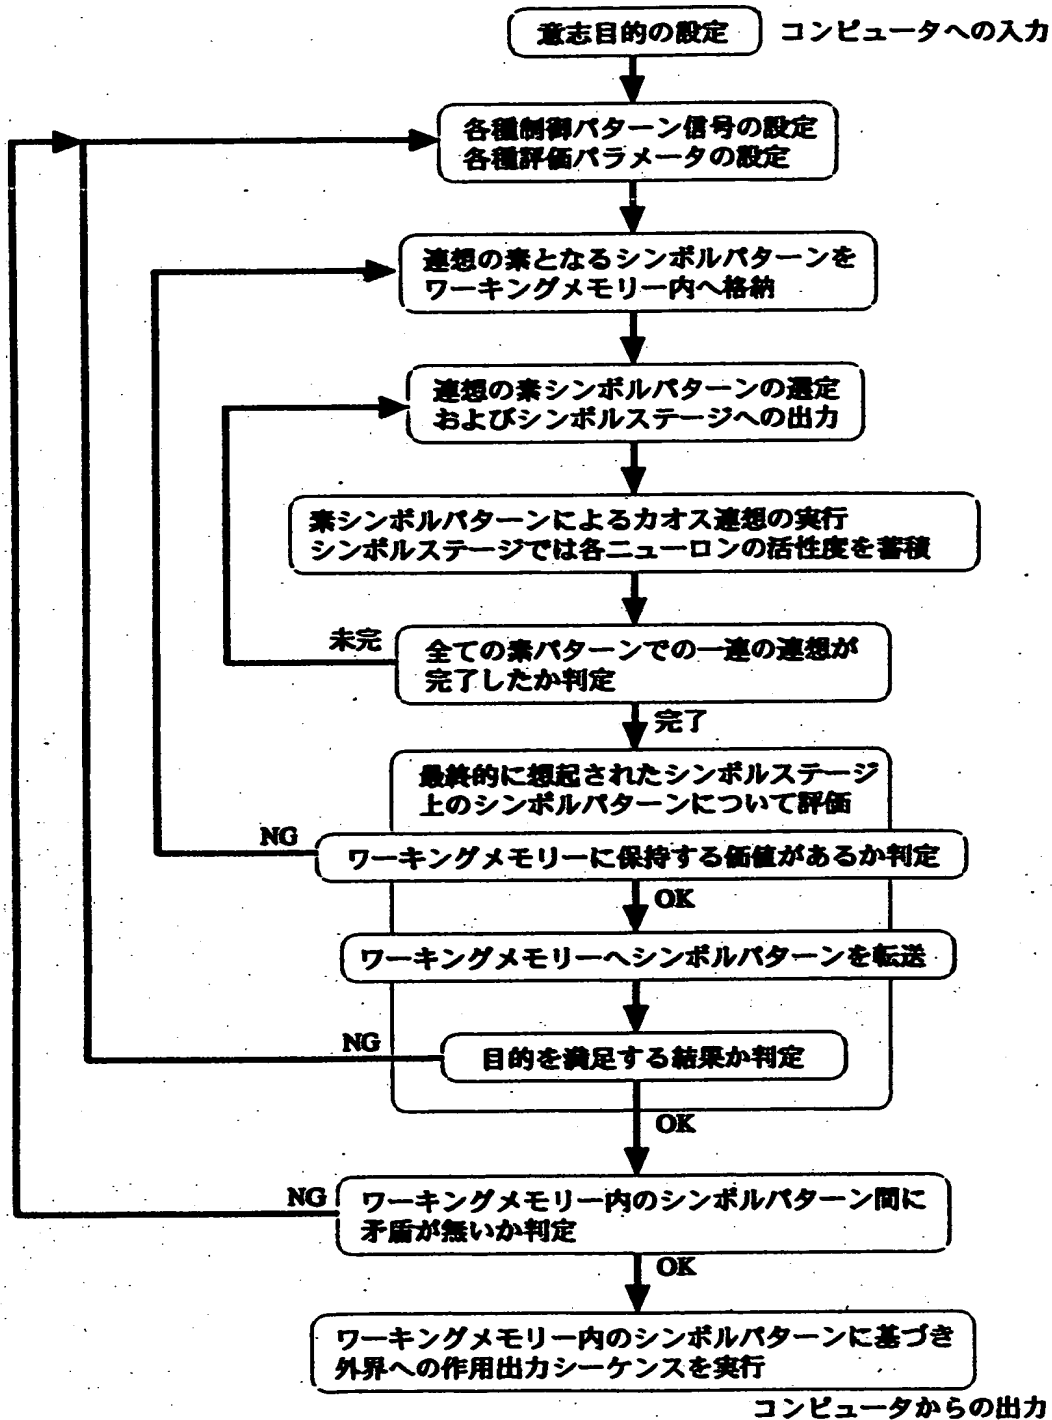 意志目的の設定
コンピュータへの入力
各種制御パターン信号の設定
各種評価パラメータの設定
連想の素となるシンボルパターンを
ワーキングメモリー内へ格納
連想の素シンボルパターンの選定
およびシンボルステージへの出力
素シンボルパターンによるカオス連想の実行
シンボルステージでは各ニューロンの活性度を蓄積
未完
全ての素パターンでの一連の連想が
完了したか判定
完了
最終的に想起されたシンボルステージ
上のシンボルパターンについて評価
NG
ワーキングメモリーに保持する価値があるか判定
OK
ワーキングメモリーへシンボルパターンを転送
NG
目的を満足する結果か判定
OK
NG
ワーキングメモリー内のシンボルパターン間に
矛盾が無いか判定
OK
ワーキングメモリー内のシンボルパターンに基づき
外界への作用出力シーケンスを実行
コンピュータからの出力